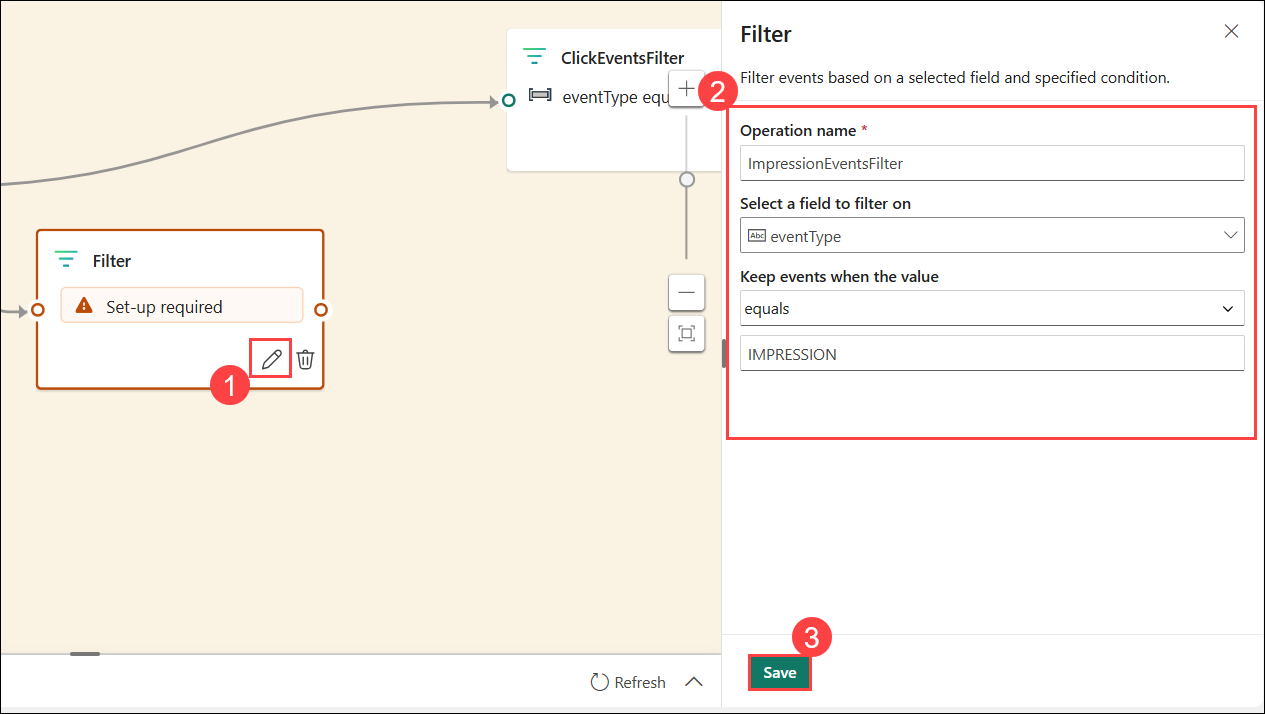 ClickEventsFilter
eventType equ
Filter
Set-up required
1
Refresh
2
Filter
Filter events based on a selected field and specified condition.
Operation name *
ImpressionEventsFilter
Select a field to filter on
Abc eventType
Keep events when the value
equals
IMPRESSION
3
Save